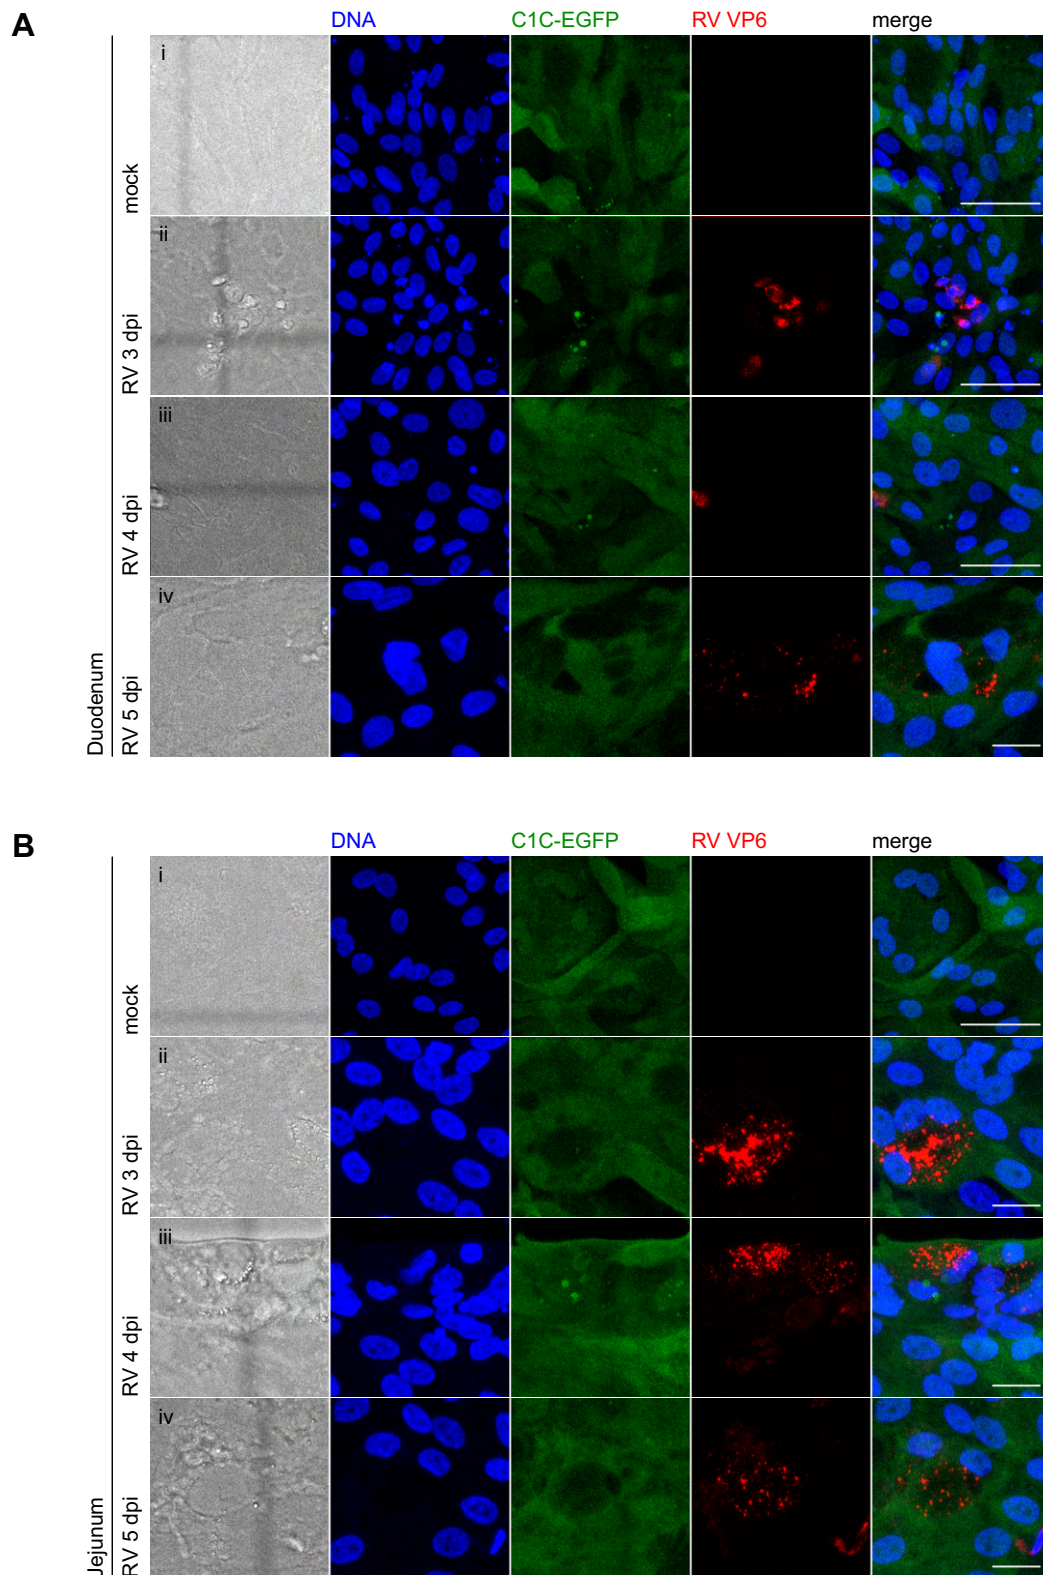 A
DNA C1C-EGFP RV VP6 merge
Duodenum
mock
i
RV 3 dpi
ii
RV 4 dpi
iii
RV 5 dpi
iv
B
DNA C1C-EGFP RV VP6 merge
Jejunum
mock
i
RV 3 dpi
ii
RV 4 dpi
iii
RV 5 dpi
iv